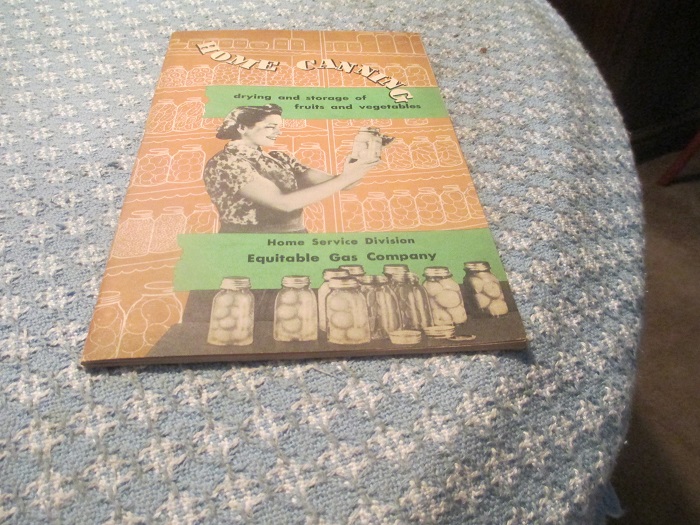 HOME CANNING
drying and storage of
fruits and vegetables
Home Service Division
Equitable Gas Company